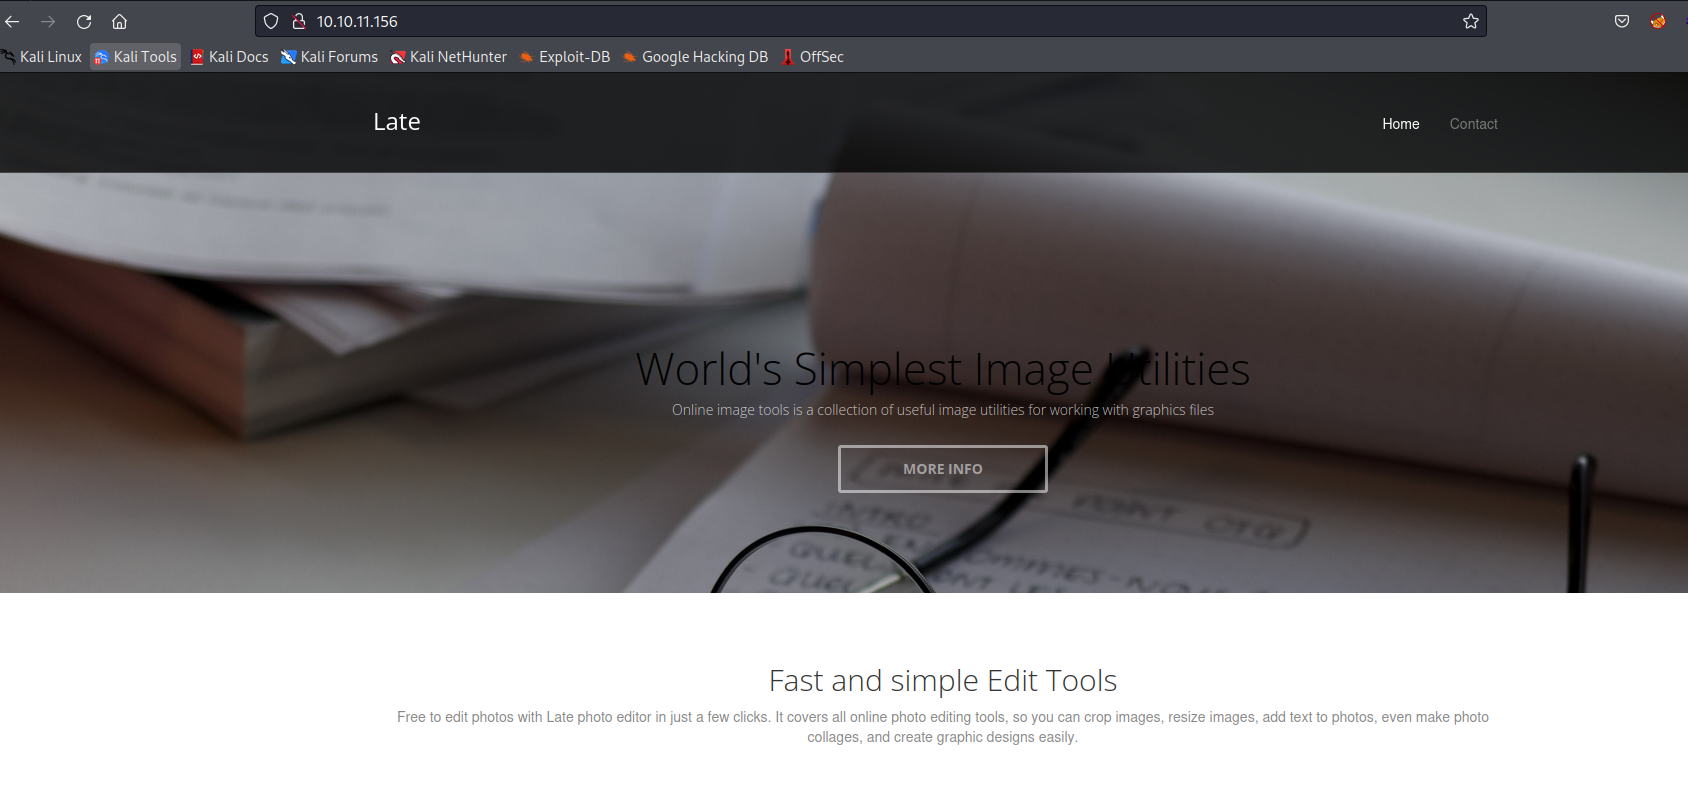 10.10.11.156
Kali Linux Kali Tools Kali Docs Kali Forums Kali NetHunter Exploit-DB Google Hacking DB OffSec
Late Home Contact
World's Simplest Image Utilities
Online image tools is a collection of useful image utilities for working with graphics files
MORE INFO
POINT
INTRO
Fast and simple Edit Tools
Free to edit photos with Late photo editor in just a few clicks. It covers all online photo editing tools, so you can crop images, resize images, add text to photos, even make photo
collages, and create graphic designs easily.